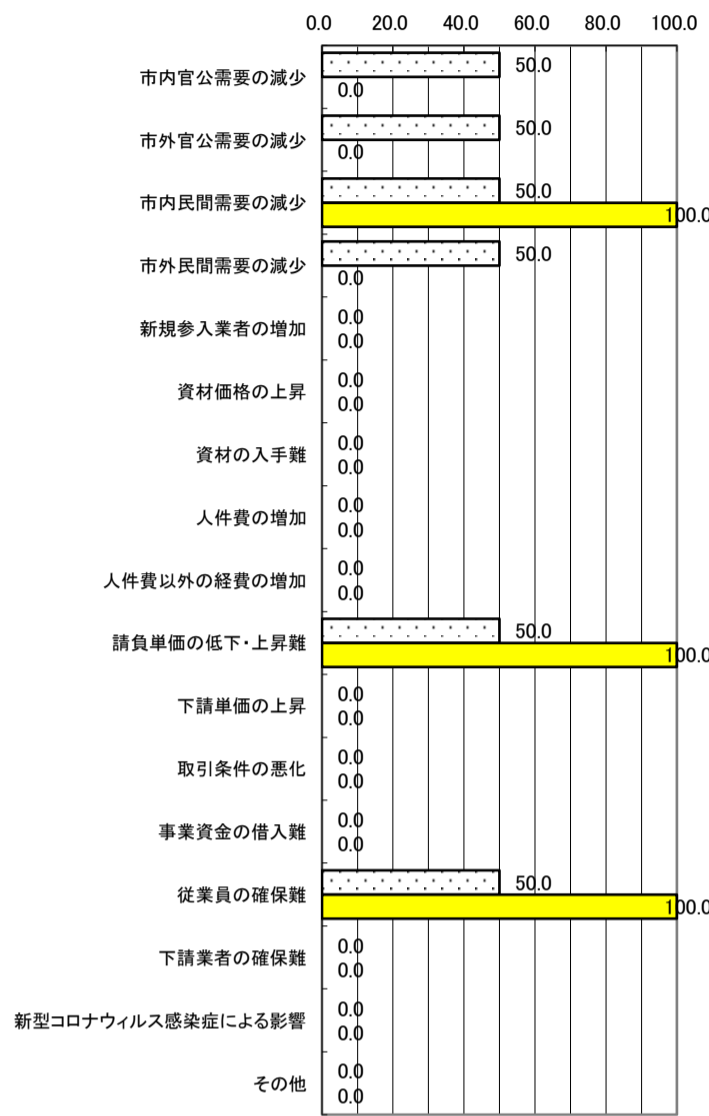 0.0 20.0 40.0 60.0 80.0 100.0
市内官公需要の減少 50.0
0.0
市外官公需要の減少 50.0
0.0
市内民間需要の減少 50.0
100.0
市外民間需要の減少 50.0
0.0
新規参入業者の増加 0.0
0.0
資材価格の上昇 0.0
0.0
資材の入手難 0.0
0.0
人件費の増加 0.0
0.0
人件費以外の経費の増加 0.0
0.0
請負単価の低下・上昇難 50.0
100.0
下請単価の上昇 0.0
0.0
取引条件の悪化 0.0
0.0
事業資金の借入難 0.0
0.0
従業員の確保難 50.0
100.0
下請業者の確保難 0.0
0.0
新型コロナウィルス感染症による影響 0.0
0.0
その他 0.0
0.0